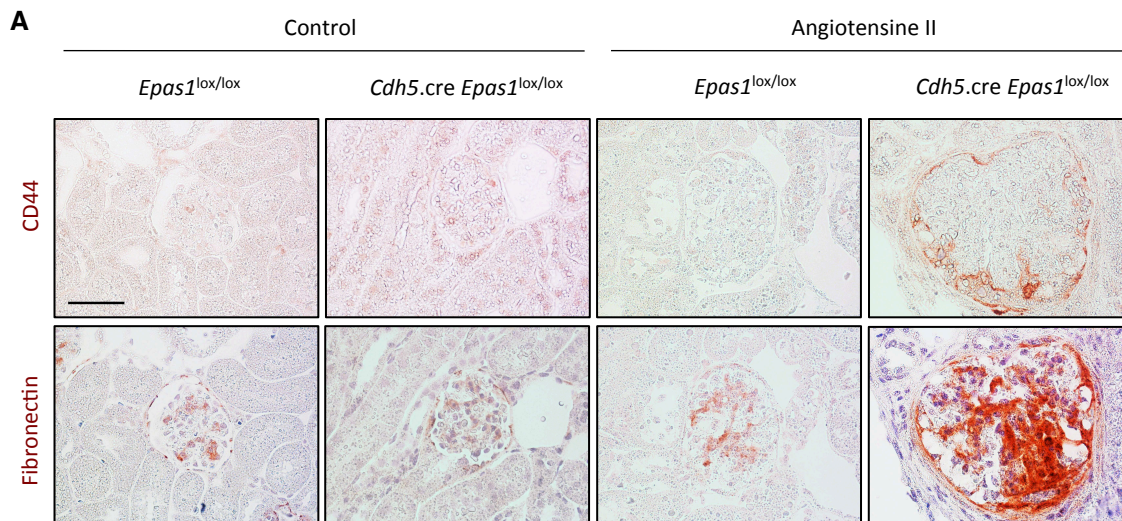 A
Control
Angiotensine II
Epas1lox/lox
Cdh5.cre Epas1lox/lox
Epas1lox/lox
Cdh5.cre Epas1lox/lox
CD44
Fibronectin